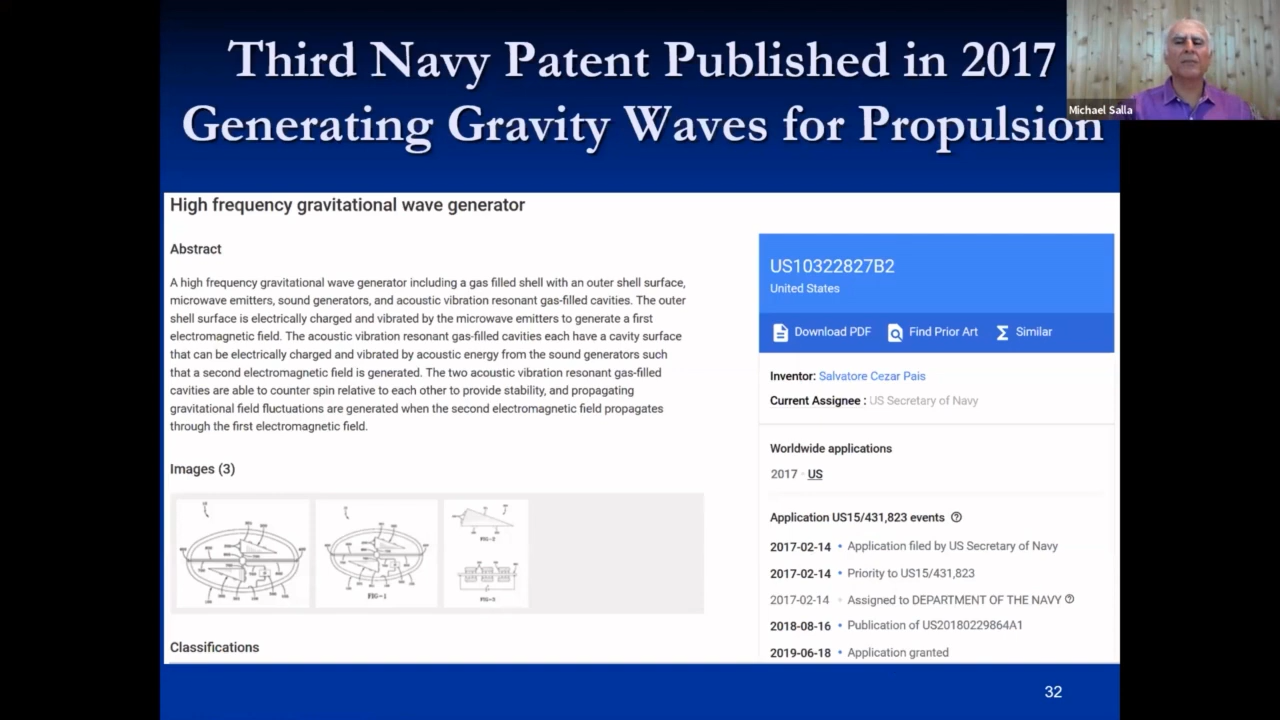 Third Navy Patent Published in 2017
Generating Gravity Waves for Propulsion
Michael Salla
High frequency gravitational wave generator
Abstract
A high frequency gravitational wave generator including a gas filled shell with an outer shell surface,
microwave emitters, sound generators, and acoustic vibration resonant gas-filled cavities. The outer
shell surface is electrically charged and vibrated by the microwave emitters to generate a first
electromagnetic field. The acoustic vibration resonant gas-filled cavities each have a cavity surface
that can be electrically charged and vibrated by acoustic energy from the sound generators such
that a second electromagnetic field is generated. The two acoustic vibration resonant gas-filled
cavities are able to counter spin relative to each other to provide stability, and propagating
gravitational field fluctuations are generated when the second electromagnetic field propagates
through the first electromagnetic field.
Images (3)
FIG-1
FIG-2
FIG-3
Classifications
US10322827B2
United States
Download PDF Find Prior Art Σ Similar
Inventor: Salvatore Cezar Pais
Current Assignee : US Secretary of Navy
Worldwide applications
2017 · US
Application US15/431,823 events ?
2017-02-14 • Application filed by US Secretary of Navy
2017-02-14 • Priority to US15/431,823
2017-02-14 • Assigned to DEPARTMENT OF THE NAVY ?
2018-08-16 • Publication of US20180229864A1
2019-06-18 • Application granted
32